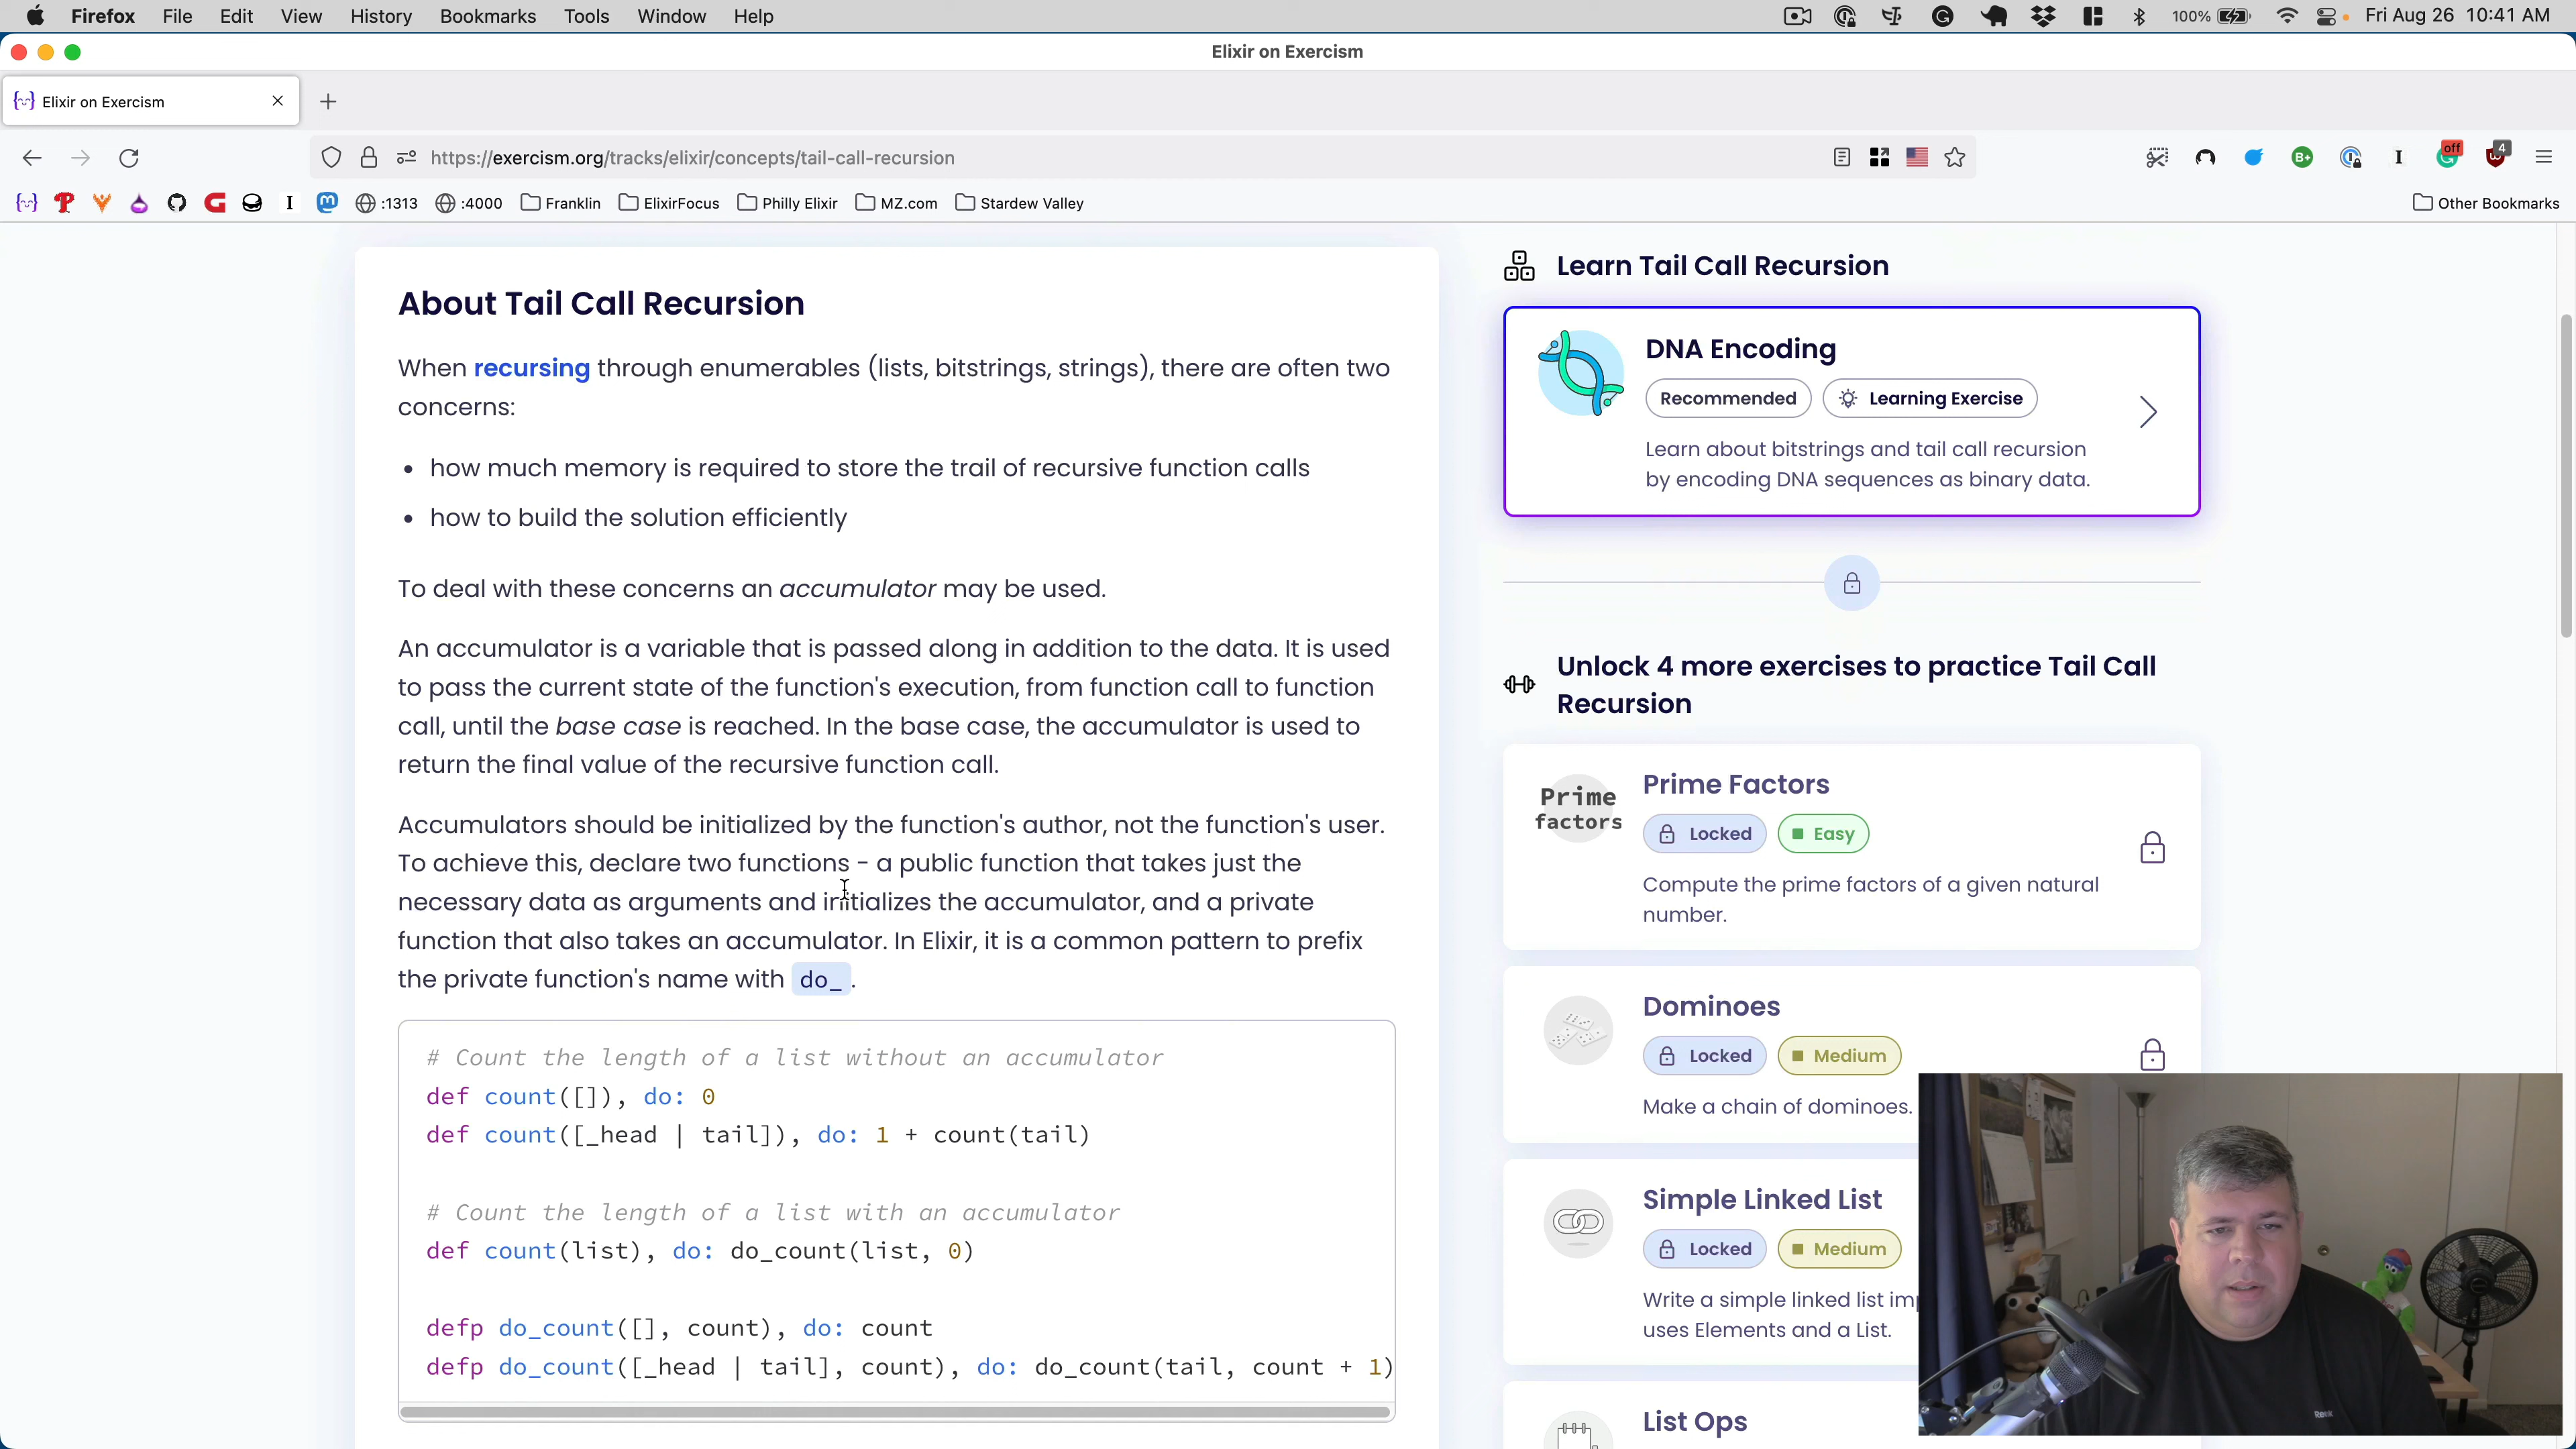 Firefox File Edit View History Bookmarks Tools Window Help 100% Fri Aug 26 10:41 AM
Elixir on Exercism
Elixir on Exercism
https://exercism.org/tracks/elixir/concepts/tail-call-recursion off 4
:1313 :4000 Franklin ElixirFocus Philly Elixir MZ.com Stardew Valley Other Bookmarks
About Tail Call Recursion
When recursing through enumerables (lists, bitstrings, strings), there are often two
concerns:
• how much memory is required to store the trail of recursive function calls
• how to build the solution efficiently
To deal with these concerns an accumulator may be used.
An accumulator is a variable that is passed along in addition to the data. It is used
to pass the current state of the function's execution, from function call to function
call, until the base case is reached. In the base case, the accumulator is used to
return the final value of the recursive function call.
Accumulators should be initialized by the function's author, not the function's user.
To achieve this, declare two functions - a public function that takes just the
necessary data as arguments and initializes the accumulator, and a private
function that also takes an accumulator. In Elixir, it is a common pattern to prefix
the private function's name with do_.
# Count the length of a list without an accumulator
def count([]), do: 0
def count([_head | tail]), do: 1 + count(tail)
# Count the length of a list with an accumulator
def count(list), do: do_count(list, 0)
defp do_count([], count), do: count
defp do_count([_head | tail], count), do: do_count(tail, count + 1)
Learn Tail Call Recursion
DNA Encoding
Recommended Learning Exercise
Learn about bitstrings and tail call recursion
by encoding DNA sequences as binary data.
Unlock 4 more exercises to practice Tail Call
Recursion
Prime
factors
Prime Factors
Locked Easy
Compute the prime factors of a given natural
number.
Dominoes
Locked Medium
Make a chain of dominoes.
Simple Linked List
Locked Medium
Write a simple linked list
uses Elements and a List.
List Ops